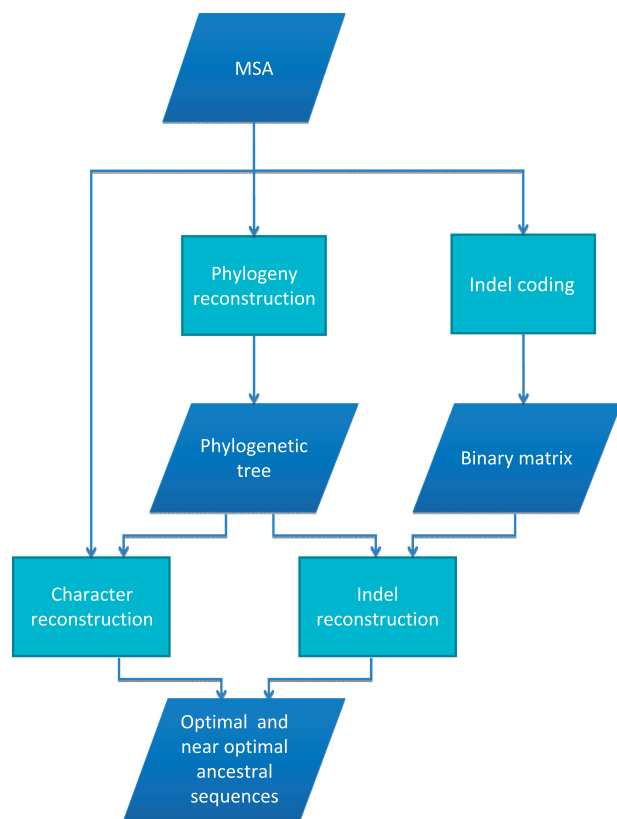 MSA
Phylogeny
reconstruction
Indel coding
Phylogenetic
tree
Binary matrix
Character
reconstruction
Indel
reconstruction
Optimal and
near optimal
ancestral
sequences